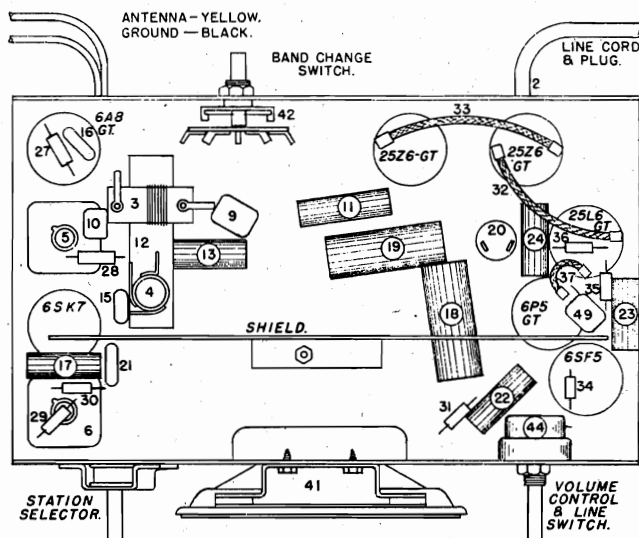 ANTENNA-YELLOW.
GROUND-BLACK.
BAND CHANGE
SWITCH.
LINE CORD
& PLUG.
2
42
33
6A8
GT.
16
27
25Z6-GT
25Z6
GT
32
3
10
9
11
5
12
13
28
19
20
24
25L6
GT
36
37
35
15
4
6SK7
18
6P5
GT
49
23
SHIELD.
17
21
30
29
6
6SF5
34
31
22
44
41
STATION
SELECTOR.
VOLUME
CONTROL
& LINE
SWITCH.